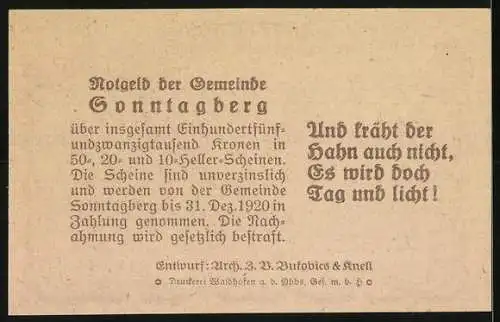 Notgeld der Gemeinde
Sonntagberg
über insgesamt Einhundertfünf-
undzwanzigtausend Kronen in
50-, 20- und 10-Heller-Scheinen.
Die Scheine sind unverzinslich
und werden von der Gemeinde
Sonntagberg bis 31. Dez. 1920 in
Zahlung genommen. Die Nach-
ahmung wird gesetzlich bestraft.
Und kräht der
Hahn auch nicht,
Es wird doch
Tag und licht!
Entwurf: Arch. J. V. Bukovics & Knell
Druckerei Waidhofen a. d. Ybbs, Ges. m. b. H